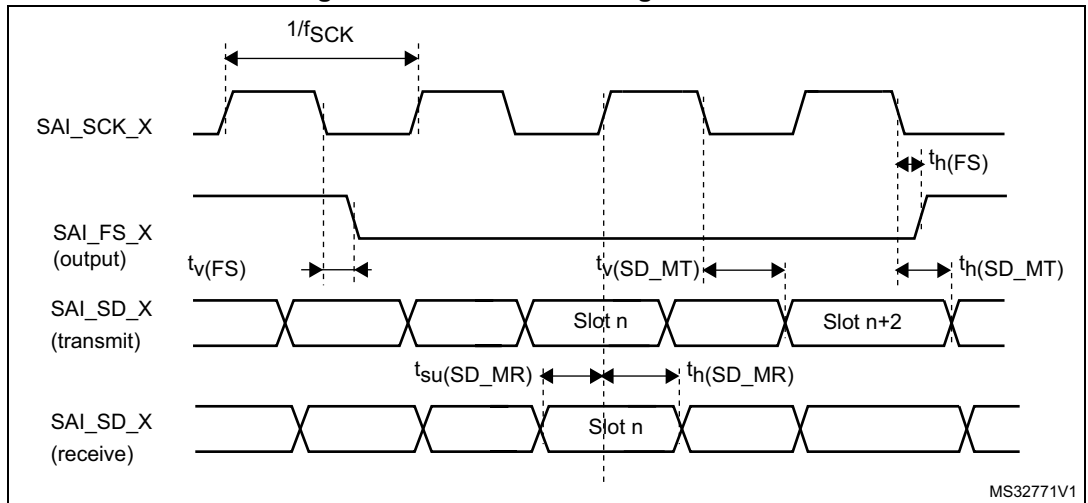 1/fSCK
SAI_SCK_X
th(FS)
SAI_FS_X
(output)
tv(FS)
tv(SD_MT)
th(SD_MT)
SAI_SD_X
(transmit)
Slot n
Slot n+2
tsu(SD_MR)
th(SD_MR)
SAI_SD_X
(receive)
Slot n
MS32771V1